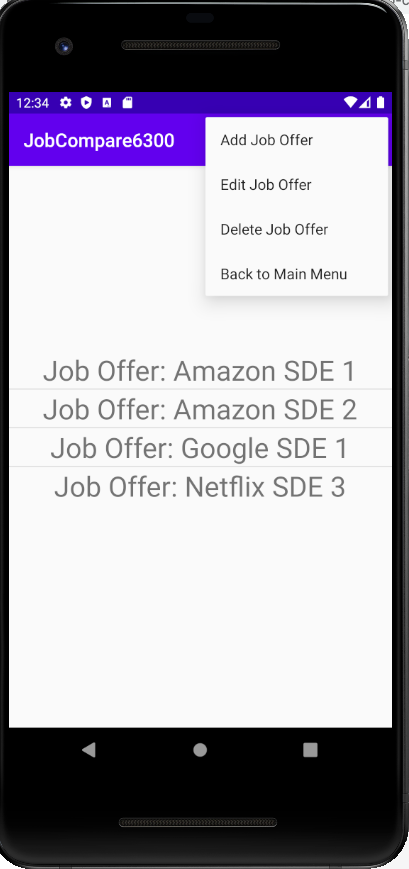 12:34
JobCompare6300
Add Job Offer
Edit Job Offer
Delete Job Offer
Back to Main Menu
Job Offer: Amazon SDE 1
Job Offer: Amazon SDE 2
Job Offer: Google SDE 1
Job Offer: Netflix SDE 3